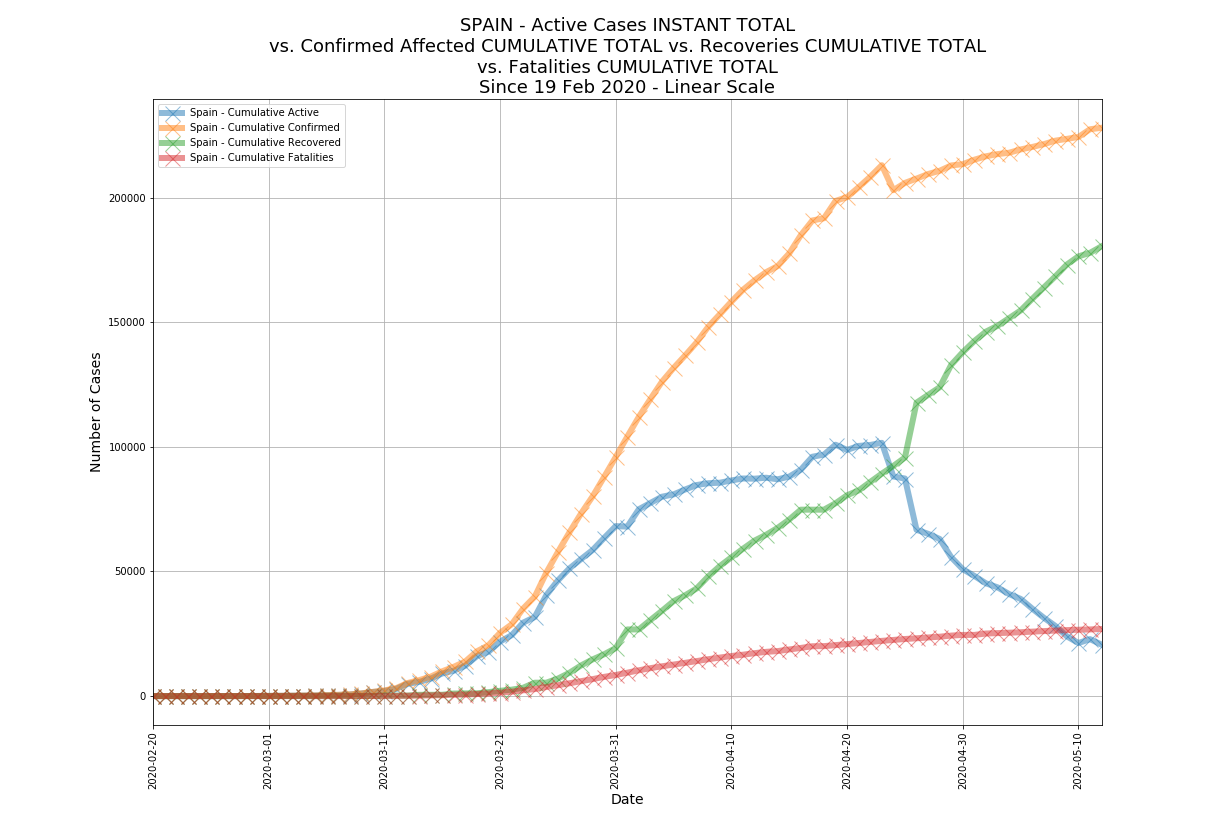 SPAIN - Active Cases INSTANT TOTAL
vs. Confirmed Affected CUMULATIVE TOTAL vs. Recoveries CUMULATIVE TOTAL
vs. Fatalities CUMULATIVE TOTAL
Since 19 Feb 2020 - Linear Scale
Spain - Cumulative Active
Spain - Cumulative Confirmed
Spain - Cumulative Recovered
Spain - Cumulative Fatalities
Number of Cases
200000
150000
100000
50000
0
2020-02-20
2020-03-01
2020-03-11
2020-03-21
2020-03-31
2020-04-10
2020-04-20
2020-04-30
2020-05-10
Date